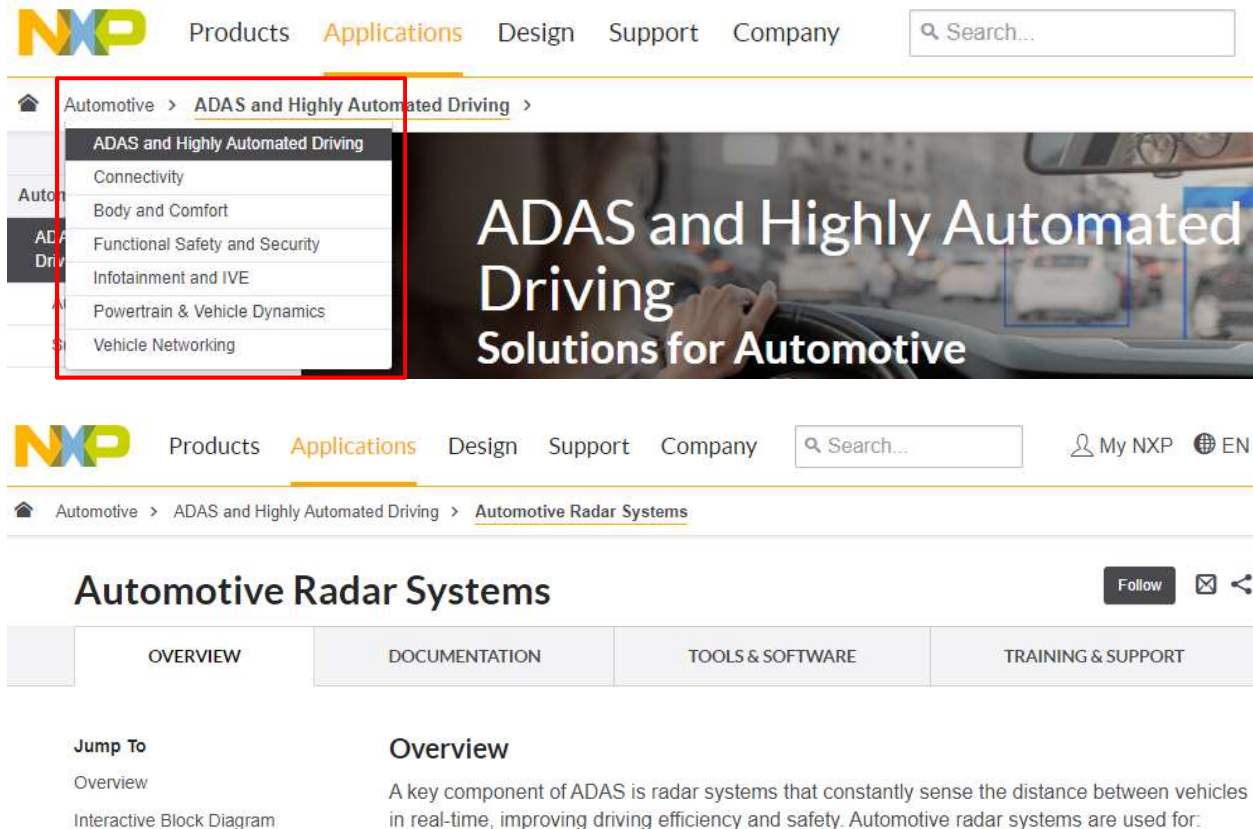 NXP Products Applications Design Support Company Search...
Automotive > ADAS and Highly Automated Driving >
ADAS and Highly Automated Driving
Connectivity
Body and Comfort
Functional Safety and Security
Infotainment and IVE
Powertrain & Vehicle Dynamics
Vehicle Networking
ADAS and Highly Automated
Driving
Solutions for Automotive
NXP Products Applications Design Support Company Search... My NXP EN
Automotive > ADAS and Highly Automated Driving > Automotive Radar Systems
Automotive Radar Systems Follow
OVERVIEW DOCUMENTATION TOOLS & SOFTWARE TRAINING & SUPPORT
Jump To
Overview
Interactive Block Diagram
Overview
A key component of ADAS is radar systems that constantly sense the distance between vehicles
in real-time, improving driving efficiency and safety. Automotive radar systems are used for: